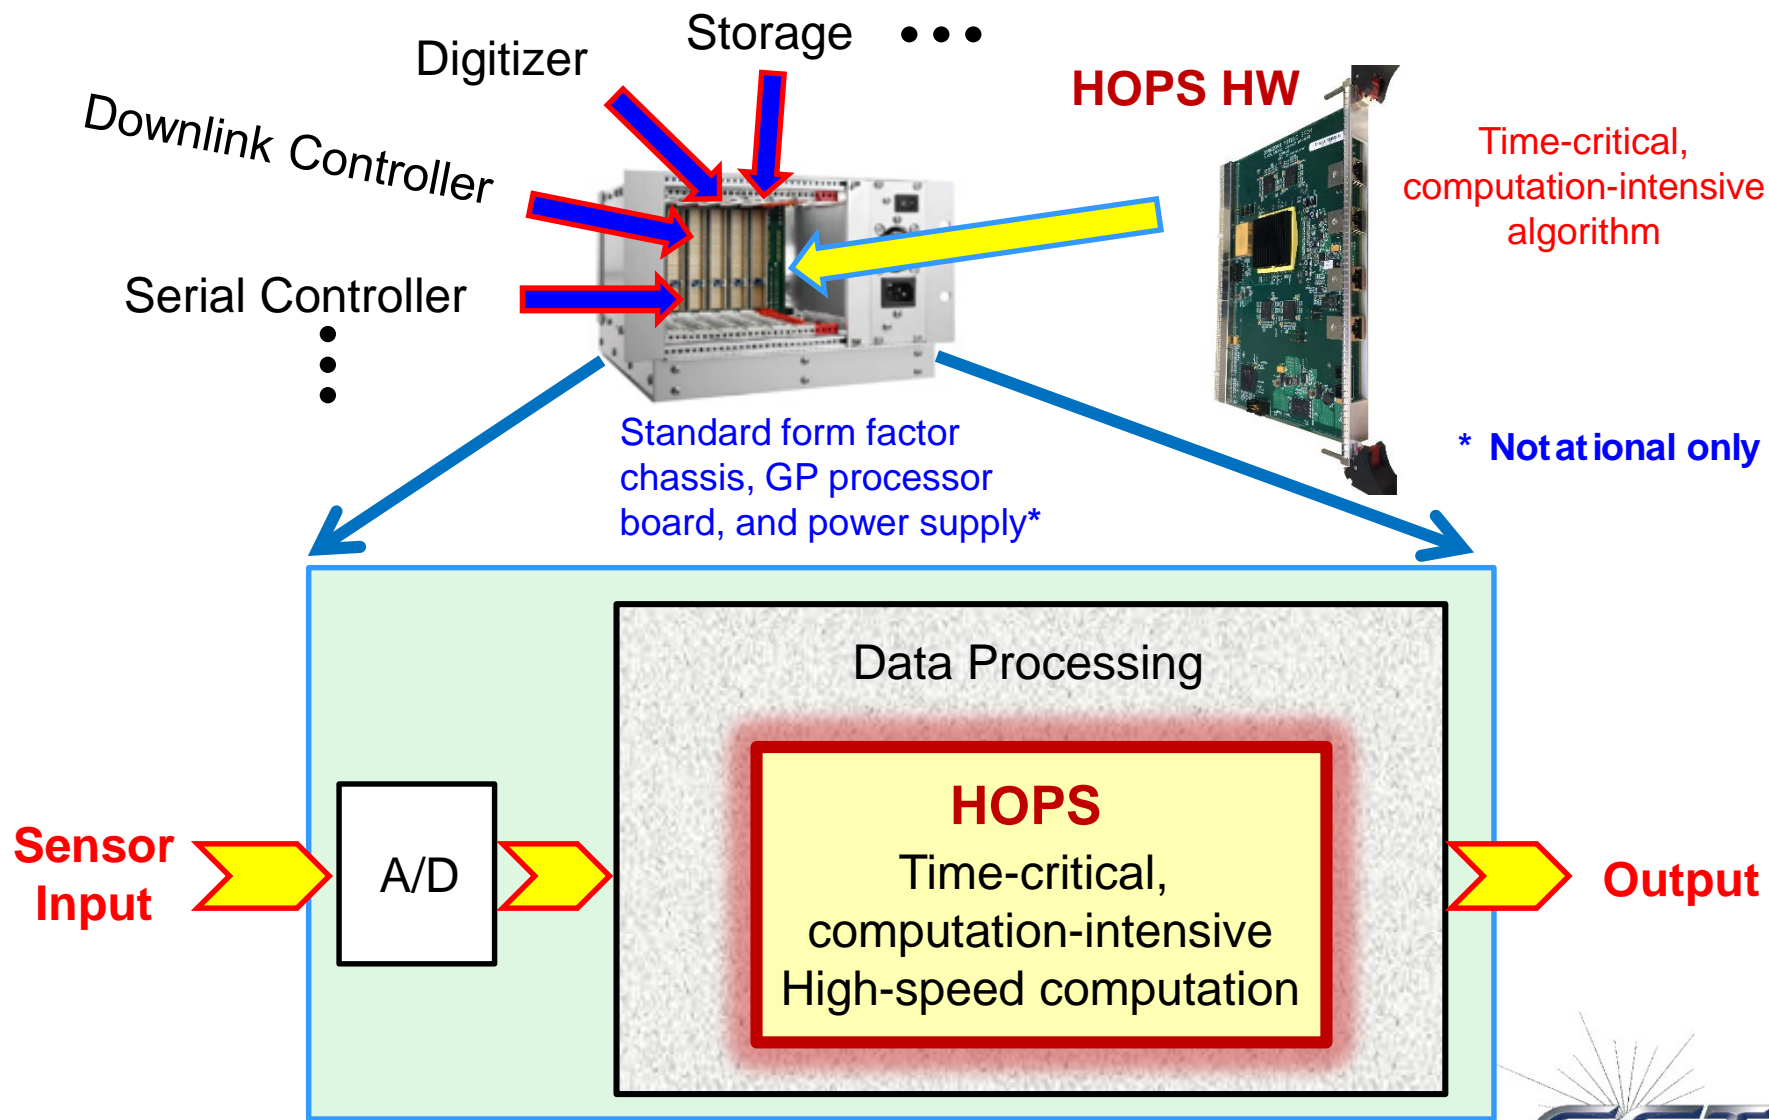 Storage •••
Digitizer
HOPS HW
Downlink Controller
Time-critical,
computation-intensive
algorithm
Serial Controller
Standard form factor
chassis, GP processor
board, and power supply*
* Notational only
Data Processing
HOPS
Time-critical,
computation-intensive
High-speed computation
Sensor
Input
A/D
Output